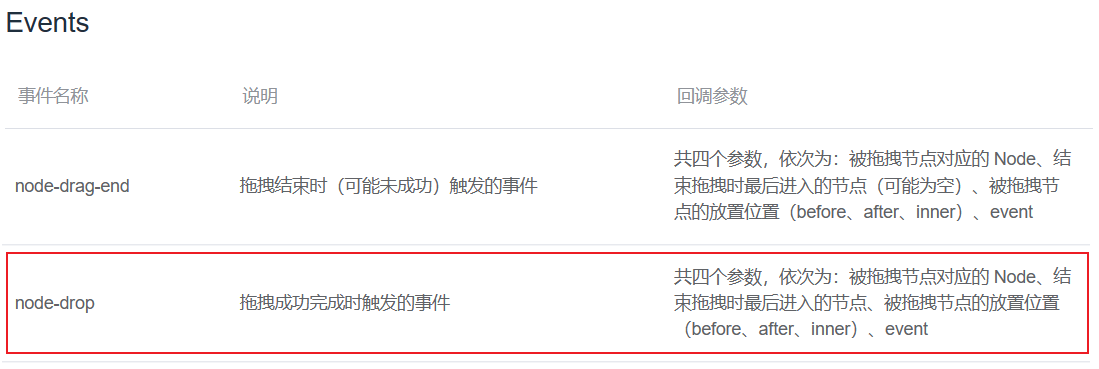 Events
事件名称 说明 回调参数
共四个参数，依次为：被拖拽节点对应的 Node、结
node-drag-end 拖拽结束时（可能未成功）触发的事件 束拖拽时最后进入的节点（可能为空）、被拖拽节
点的放置位置（before、after、inner）、event
共四个参数，依次为：被拖拽节点对应的 Node、结
node-drop 拖拽成功完成时触发的事件 束拖拽时最后进入的节点、被拖拽节点的放置位置
（before、after、inner）、event